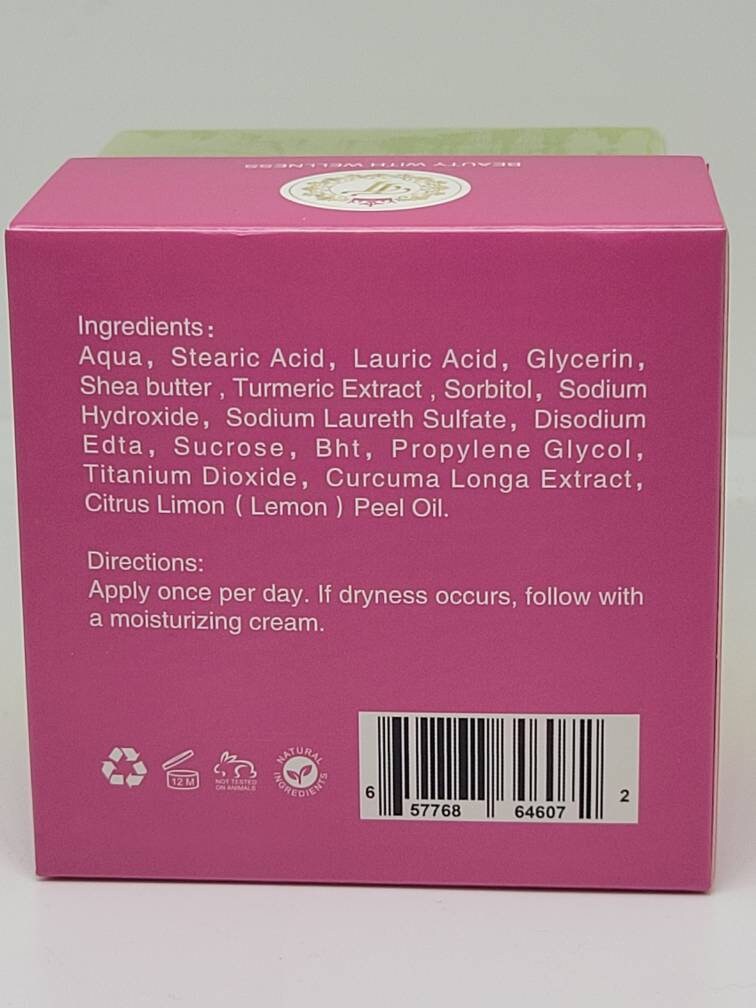 BEAUTY WITH WELLNESS
Ingredients:
Aqua, Stearic Acid, Lauric Acid, Glycerin,
Shea butter , Turmeric Extract , Sorbitol, Sodium
Hydroxide, Sodium Laureth Sulfate, Disodium
Edta, Sucrose, Bht, Propylene Glycol,
Titanium Dioxide, Curcuma Longa Extract,
Citrus Limon ( Lemon ) Peel Oil.
Directions:
Apply once per day. If dryness occurs, follow with
a moisturizing cream.
12 M
NOT TESTED
ON ANIMALS
NATURAL
INGREDIENTS
6 57768 64607 2